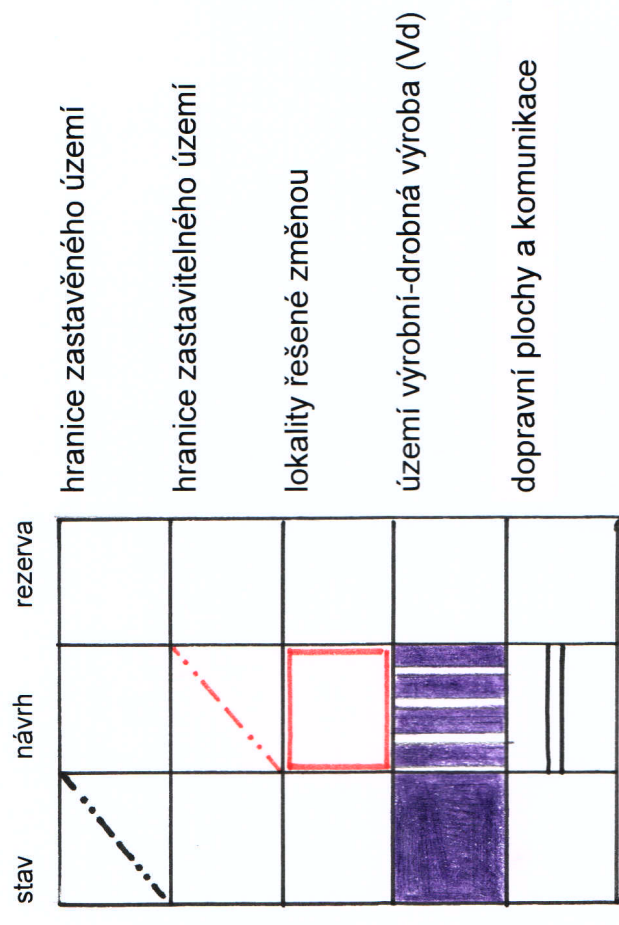 stav návrh rezerva
hranice zastavěného území
hranice zastavitelného území
lokality řešené změnou
území výrobní-drobná výroba (Vd)
dopravní plochy a komunikace